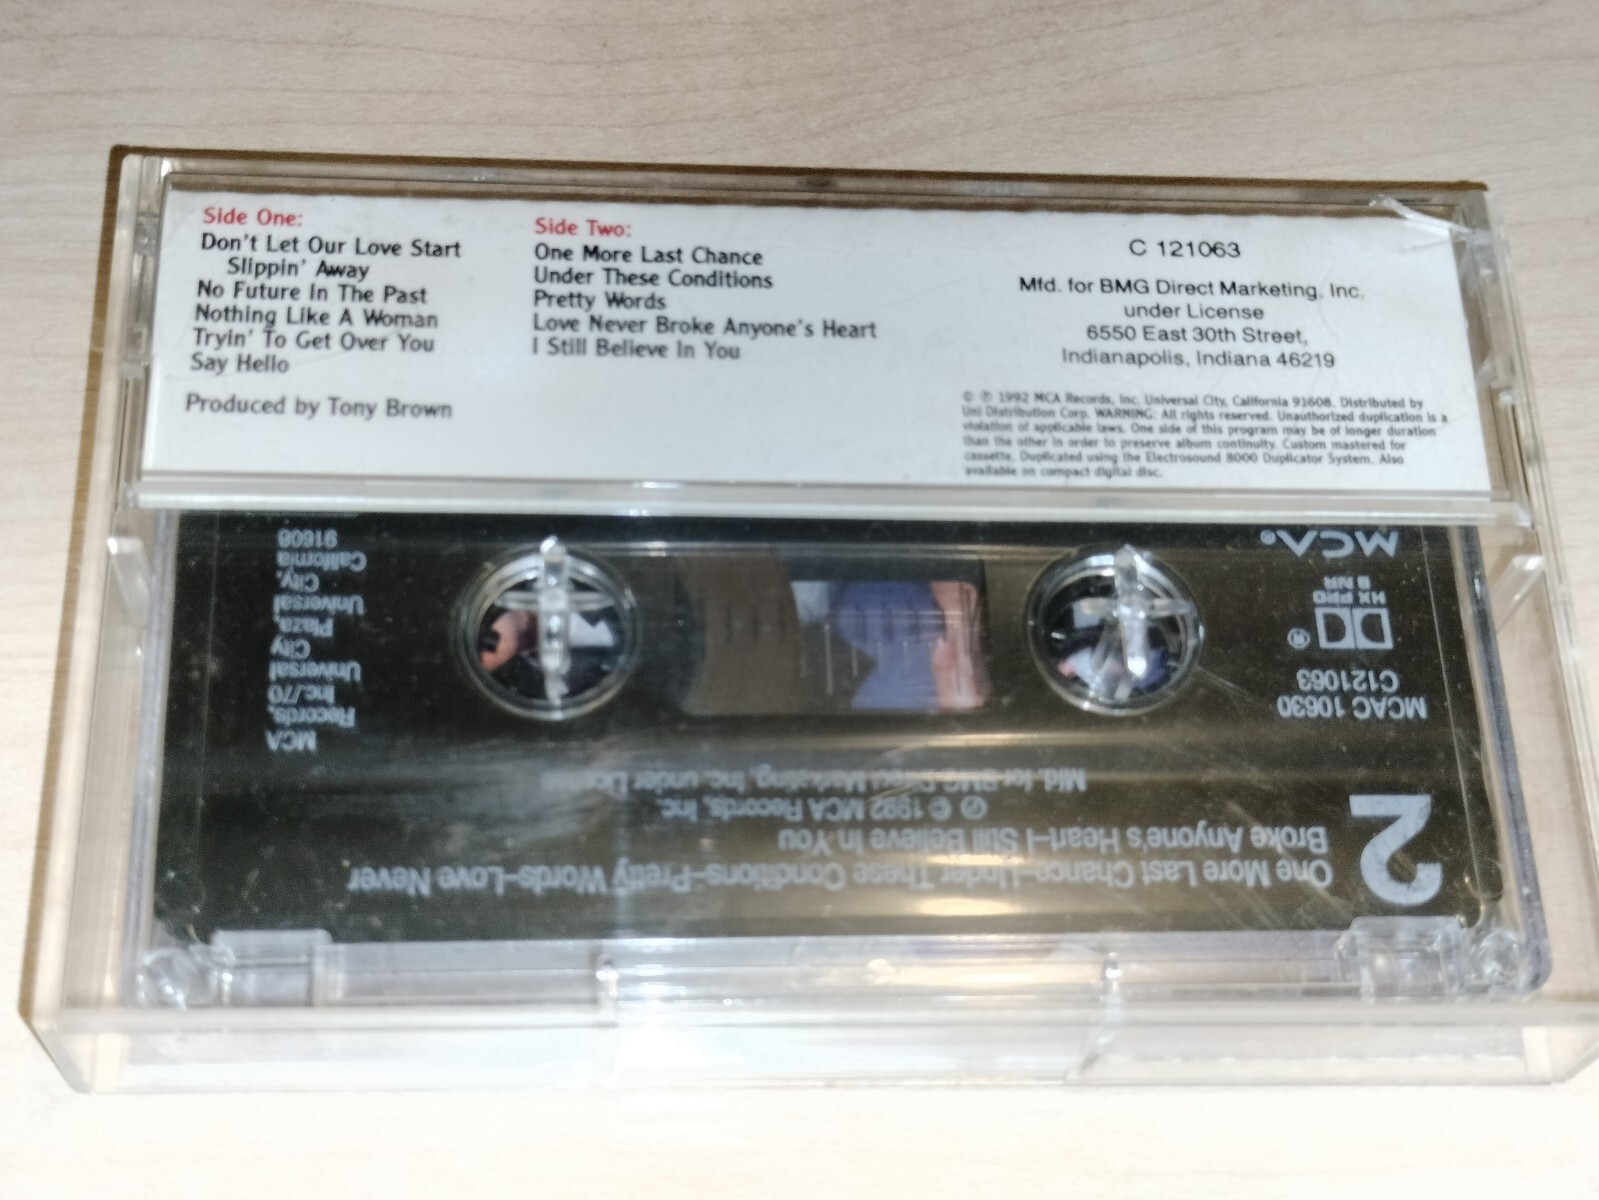 Side One:
Don't Let Our Love Start
Slippin' Away
No Future In The Past
Nothing Like A Woman
Tryin' To Get Over You
Say Hello
Produced by Tony Brown
Side Two:
One More Last Chance
Under These Conditions
Pretty Words
Love Never Broke Anyone's Heart
I Still Believe In You
C 121063
Mfd. for BMG Direct Marketing, Inc.
under License
6550 East 30th Street,
Indianapolis, Indiana 46219
© ℗ 1992 MCA Records, Inc. Universal City, California 91608. Distributed by
Uni Distribution Corp. WARNING: All rights reserved. Unauthorized duplication is a
violation of applicable laws. One side of this program may be of longer duration
than the other in order to preserve album continuity. Custom mastered for
cassette. Duplicated using the Electrosound 8000 Duplicator System. Also
available on compact digital disc.
2
One More Last Chance–Under These Conditions–Pretty Words–Love Never
Broke Anyone's Heart–I Still Believe In You
℗ © 1992 MCA Records, Inc.
Mfd. for BMG Direct Marketing, Inc. under
MCAC 10630
C121063
®
HX PRO
B NR
MCA®
MCA
Records,
Inc./70
Universal
City
Plaza,
Universal
City,
California
91608